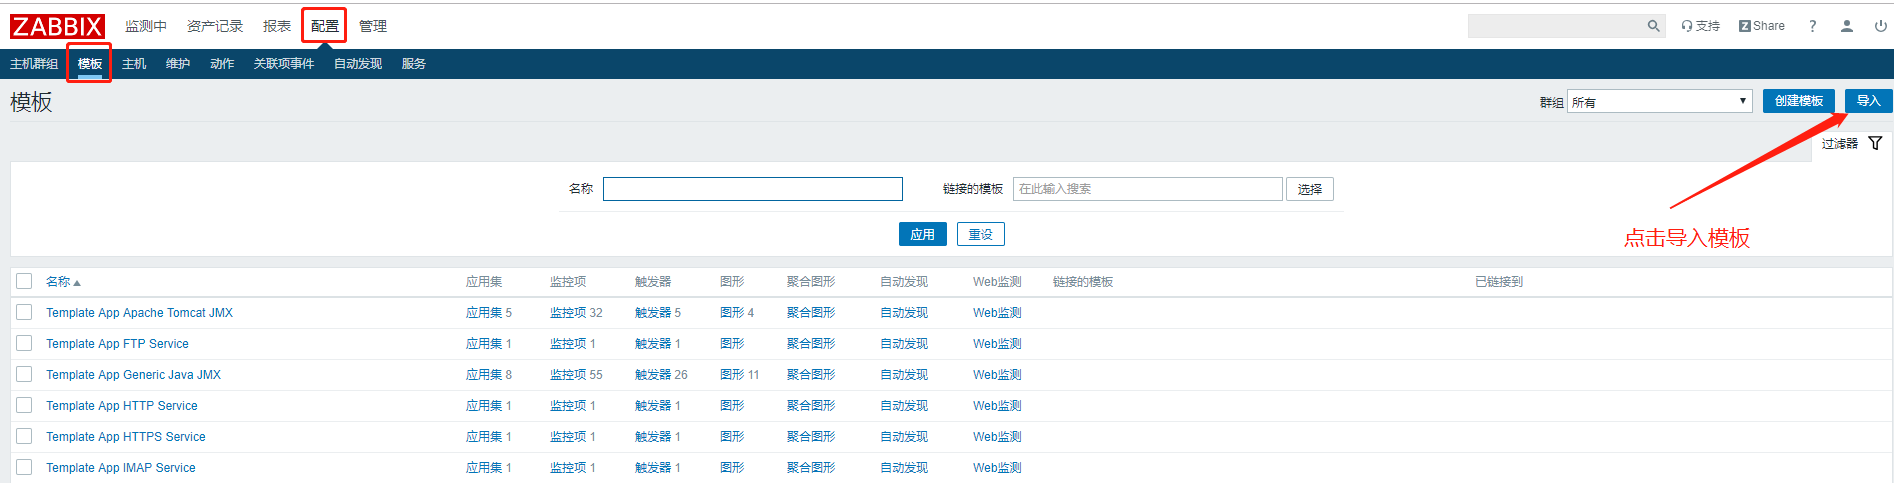 ZABBIX 监测中 资产记录 报表 配置 管理 支持 Z Share ?
主机群组 模板 主机 维护 动作 关联项事件 自动发现 服务
模板 群组 所有 创建模板 导入
过滤器
名称 链接的模板 在此输入搜索 选择
应用 重设
点击导入模板
名称 应用集 监控项 触发器 图形 聚合图形 自动发现 Web监测 链接的模板 已链接到
Template App Apache Tomcat JMX 应用集 5 监控项 32 触发器 5 图形 4 聚合图形 自动发现 Web监测
Template App FTP Service 应用集 1 监控项 1 触发器 1 图形 聚合图形 自动发现 Web监测
Template App Generic Java JMX 应用集 8 监控项 55 触发器 26 图形 11 聚合图形 自动发现 Web监测
Template App HTTP Service 应用集 1 监控项 1 触发器 1 图形 聚合图形 自动发现 Web监测
Template App HTTPS Service 应用集 1 监控项 1 触发器 1 图形 聚合图形 自动发现 Web监测
Template App IMAP Service 应用集 1 监控项 1 触发器 1 图形 聚合图形 自动发现 Web监测